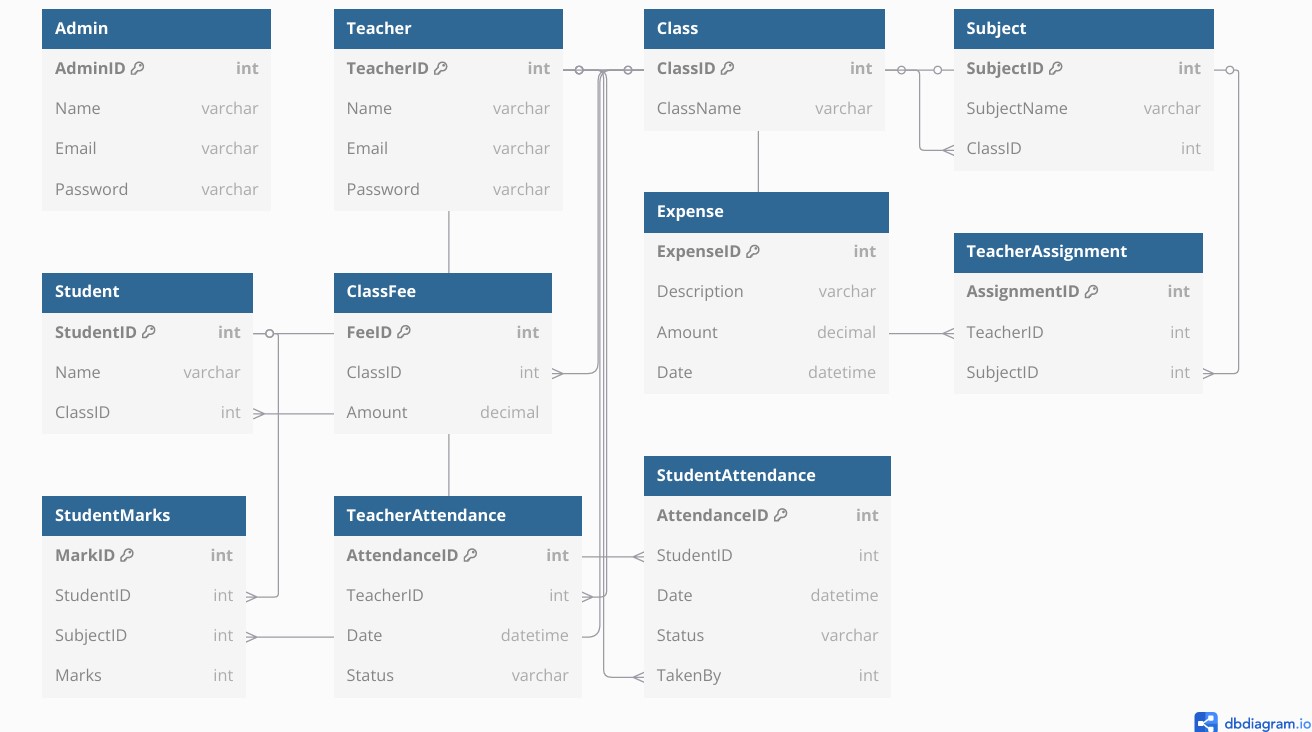 Admin
AdminID int
Name varchar
Email varchar
Password varchar
Teacher
TeacherID int
Name varchar
Email varchar
Password varchar
Class
ClassID int
ClassName varchar
Subject
SubjectID int
SubjectName varchar
ClassID int
Student
StudentID int
Name varchar
ClassID int
ClassFee
FeeID int
ClassID int
Amount decimal
Expense
ExpenseID int
Description varchar
Amount decimal
Date datetime
TeacherAssignment
AssignmentID int
TeacherID int
SubjectID int
StudentMarks
MarkID int
StudentID int
SubjectID int
Marks int
TeacherAttendance
AttendanceID int
TeacherID int
Date datetime
Status varchar
StudentAttendance
AttendanceID int
StudentID int
Date datetime
Status varchar
TakenBy int
dbdiagram.io